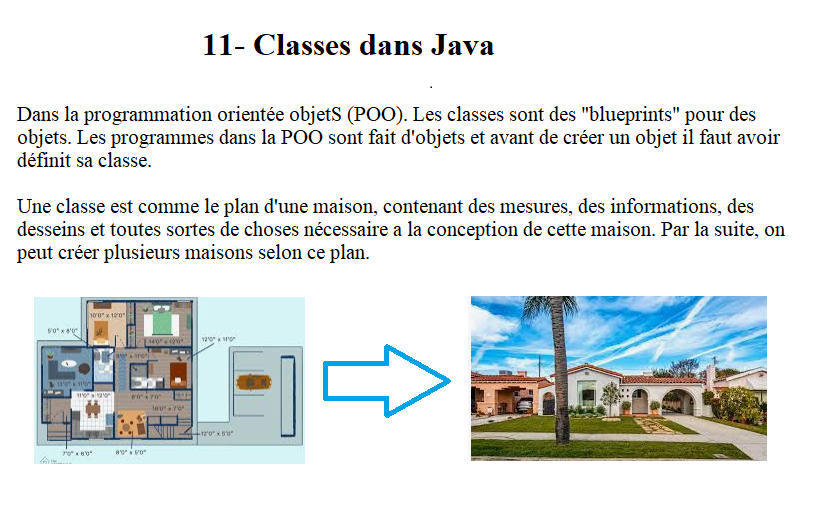 11- Classes dans Java
.
Dans la programmation orientée objetS (POO). Les classes sont des "blueprints" pour des
objets. Les programmes dans la POO sont fait d'objets et avant de créer un objet il faut avoir
définit sa classe.
Une classe est comme le plan d'une maison, contenant des mesures, des informations, des
desseins et toutes sortes de choses nécessaire a la conception de cette maison. Par la suite, on
peut créer plusieurs maisons selon ce plan.
10'0" x 12'0"
5'0" x 8'0"
14'0" x 12'0"
12'0" x 11'0"
11'0" x 12'0"
8'0" x 7'0"
10'0" x 7'0"
12'0" x 5'0"
7'0" x 6'0"
8'0" x 5'0"